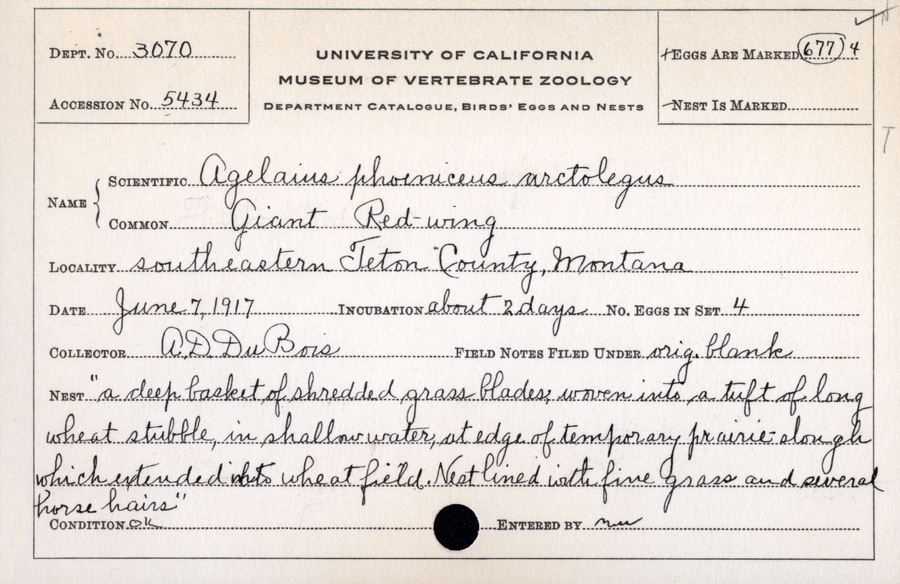 Dept. No. 3070
Accession No. 5434
UNIVERSITY OF CALIFORNIA
MUSEUM OF VERTEBRATE ZOOLOGY
Department Catalogue, Birds' Eggs and Nests
Eggs Are Marked 677 4
Nest Is Marked
Name
Scientific Agelaius phoeniceus arctolegus
Common Giant Red-wing
Locality southeastern Teton County, Montana
Date June 7, 1917 Incubation about 2 days No. Eggs in Set 4
Collector A.D. DuBois Field Notes Filed Under orig. blank
Nest "a deep basket of shredded grass blades; woven into a tuft of long
wheat stubble, in shallow water, at edge of temporary prairie-slough
which extended into wheat field. Nest lined with fine grass and several
horse hairs"
Condition OK Entered by